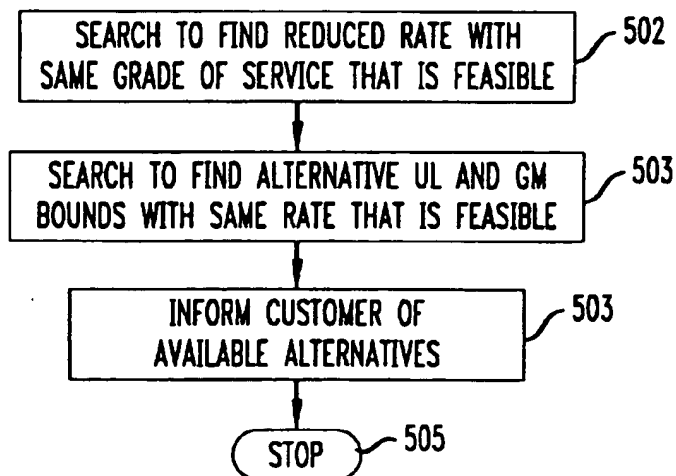 SEARCH TO FIND REDUCED RATE WITH
SAME GRADE OF SERVICE THAT IS FEASIBLE
502
SEARCH TO FIND ALTERNATIVE UL AND GM
BOUNDS WITH SAME RATE THAT IS FEASIBLE
503
INFORM CUSTOMER OF
AVAILABLE ALTERNATIVES
503
STOP
505